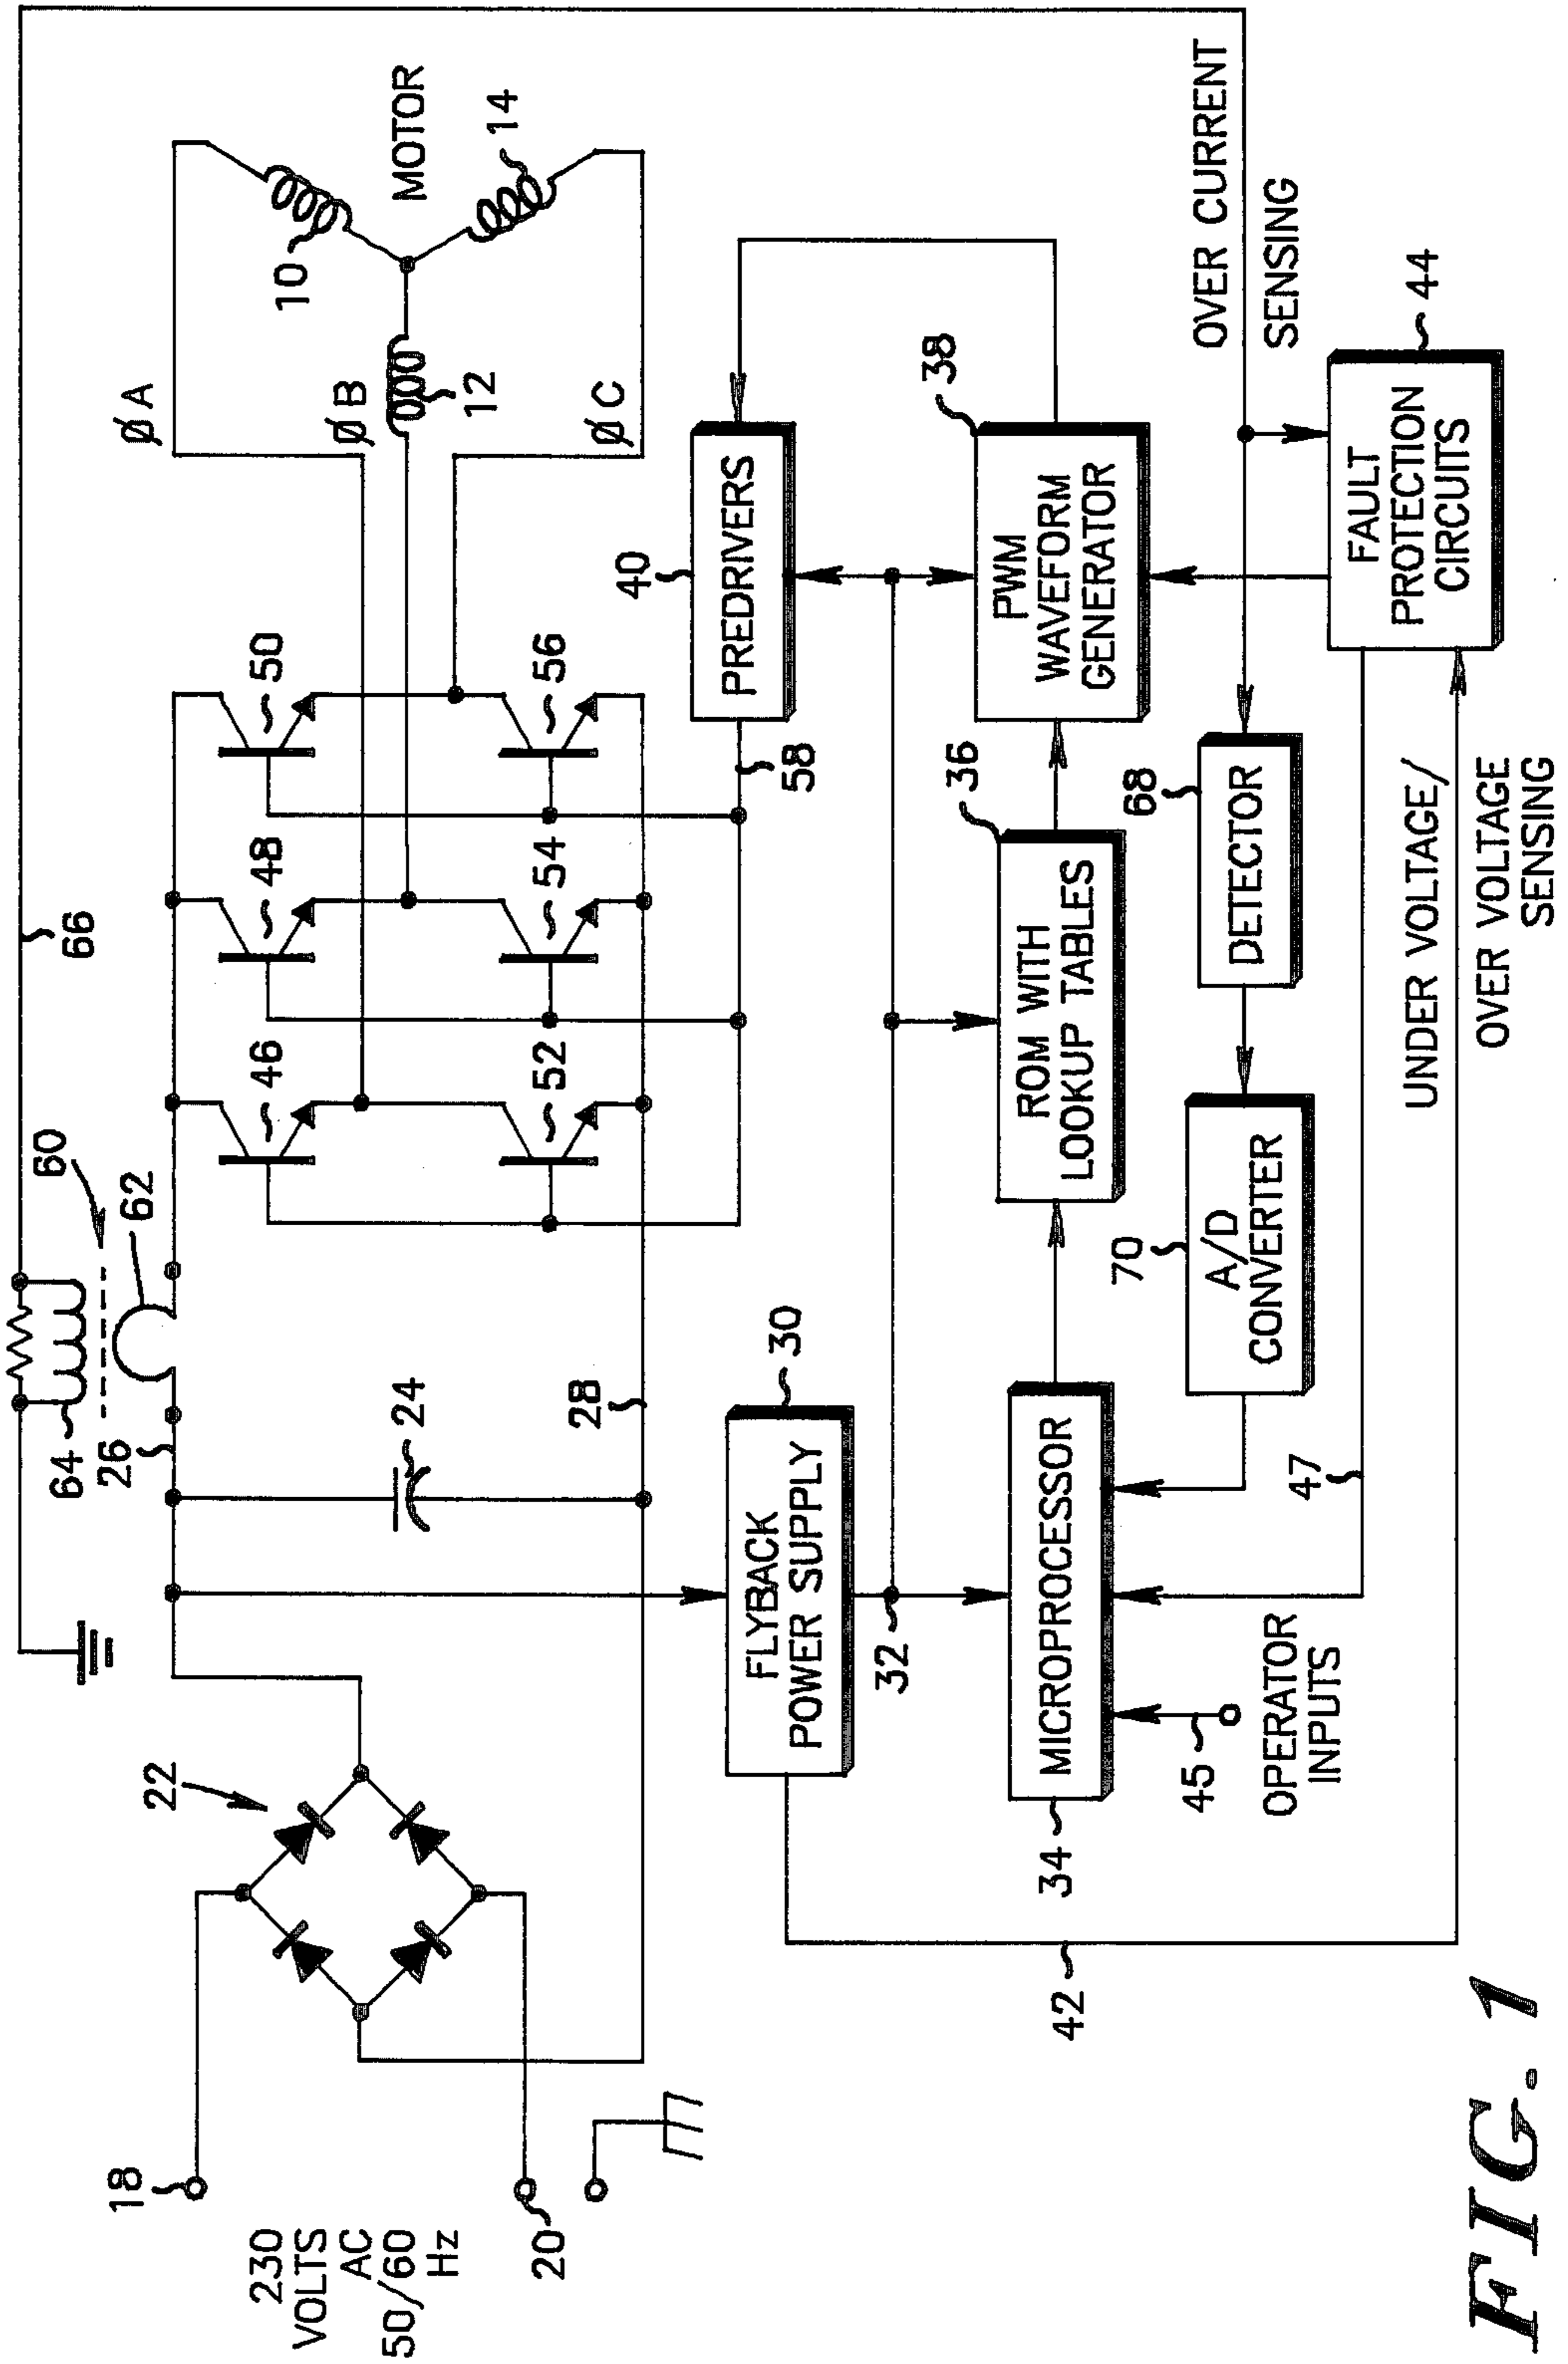 66
60
62
64
26
ØA
MOTOR
14
10
ØB
12
ØC
50
48
46
56
54
52
22
24
28
18
230
VOLTS
AC
50/60
Hz
20
30
FLYBACK
POWER SUPPLY
32
40
PREDRIVERS
58
34
MICROPROCESSOR
36
ROM WITH
LOOKUP TABLES
38
PWM
WAVEFORM
GENERATOR
45
OPERATOR
INPUTS
47
70
A/D
CONVERTER
68
DETECTOR
OVER CURRENT
SENSING
44
FAULT
PROTECTION
CIRCUITS
42
UNDER VOLTAGE/
OVER VOLTAGE
SENSING
FIG. 1